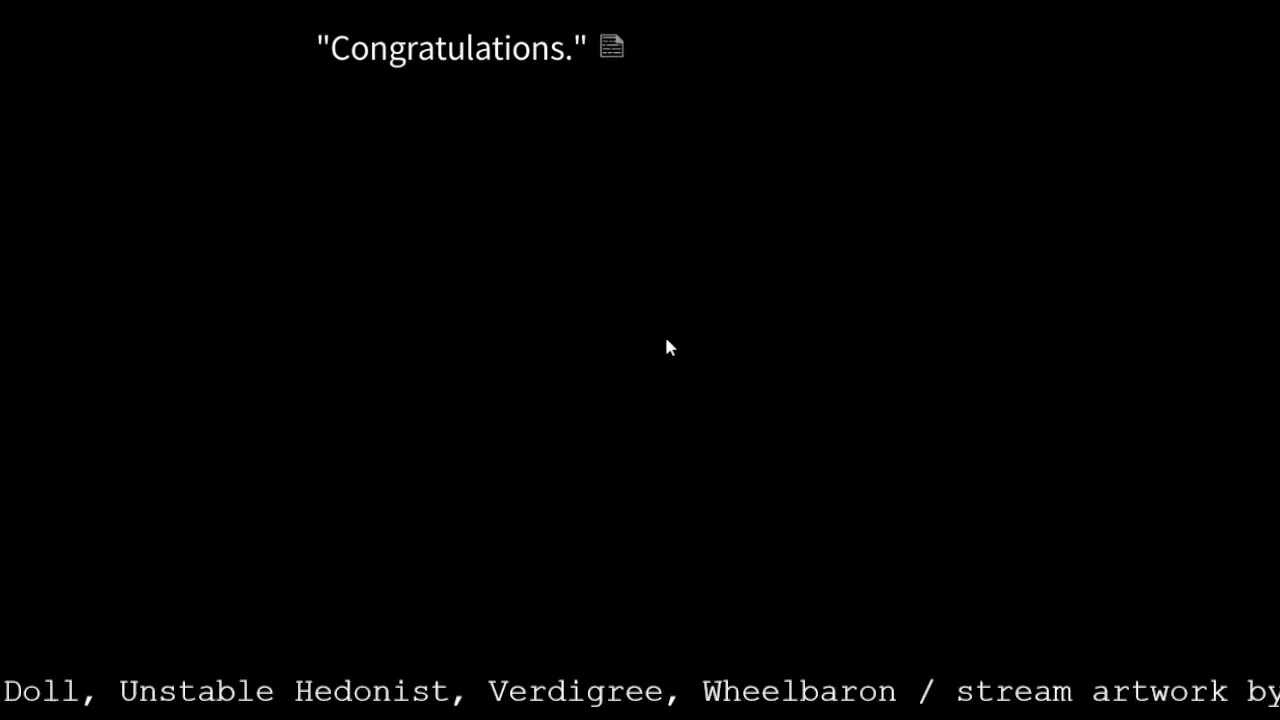 "Congratulations."
Doll, Unstable Hedonist, Verdigree, Wheelbaron / stream artwork by